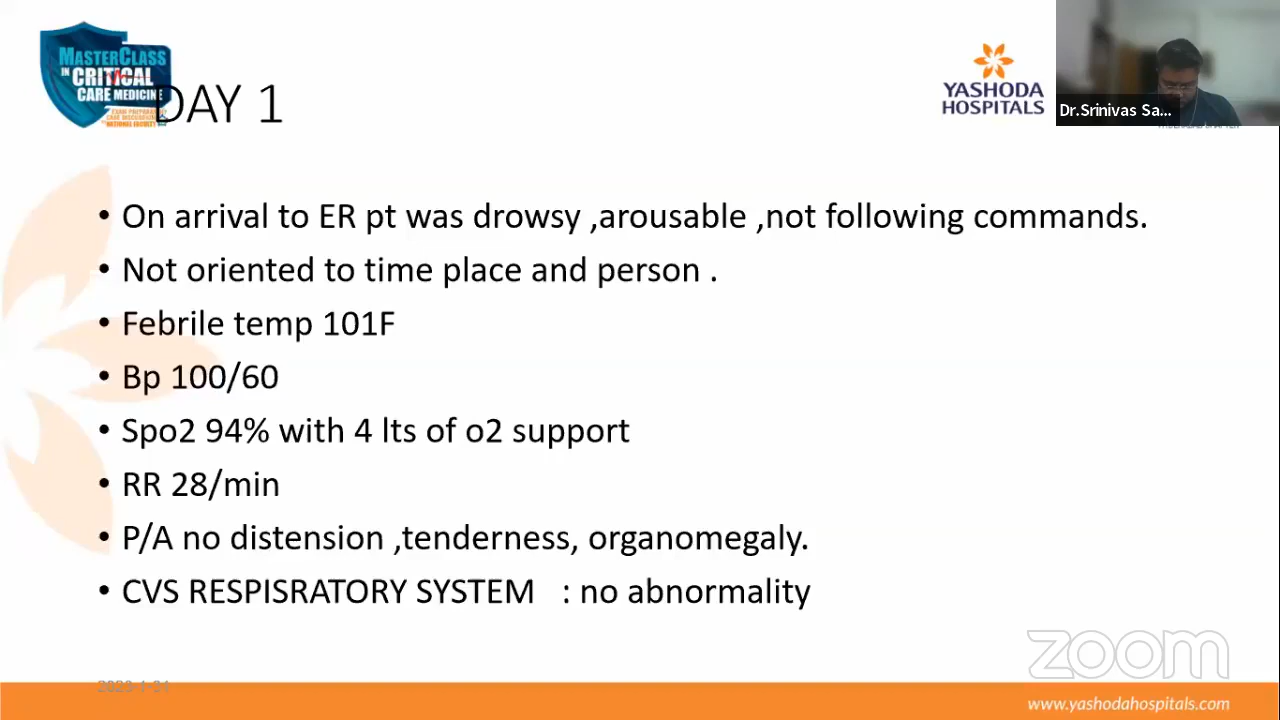 MASTERCLASS
IN CRITICAL
CARE MEDICINE
DAY 1
YASHODA
HOSPITALS
Dr.Srinivas Sa...
• On arrival to ER pt was drowsy ,arousable ,not following commands.
• Not oriented to time place and person .
• Febrile temp 101F
• Bp 100/60
• Spo2 94% with 4 lts of o2 support
• RR 28/min
• P/A no distension ,tenderness, organomegaly.
• CVS RESPISRATORY SYSTEM : no abnormality
zoom
www.yashodahospitals.com